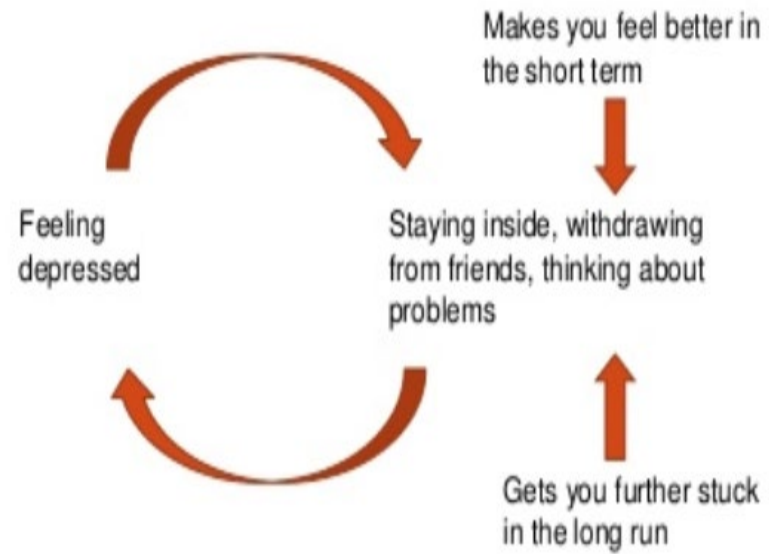 Makes you feel better in
the short term
Feeling
depressed
Staying inside, withdrawing
from friends, thinking about
problems
Gets you further stuck
in the long run